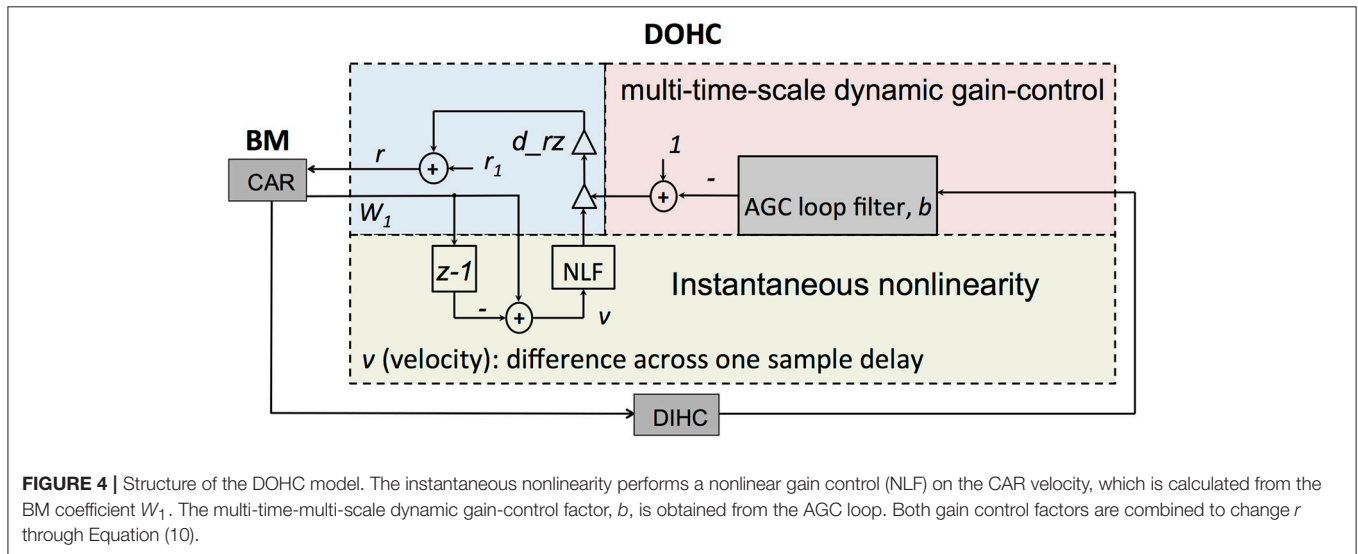 DOHC
multi-time-scale dynamic gain-control
BM
CAR
r
r1
d_rz
1
-
AGC loop filter, b
W1
+
+
z-1
NLF
Instantaneous nonlinearity
-
+
v
v (velocity): difference across one sample delay
DIHC
FIGURE 4 | Structure of the DOHC model. The instantaneous nonlinearity performs a nonlinear gain control (NLF) on the CAR velocity, which is calculated from the
BM coefficient W1. The multi-time-multi-scale dynamic gain-control factor, b, is obtained from the AGC loop. Both gain control factors are combined to change r
through Equation (10).